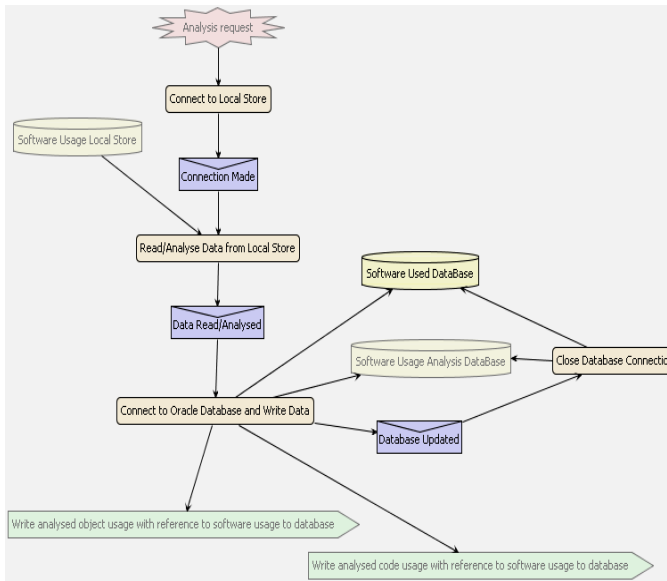 Analysis request
Connect to Local Store
Software Usage Local Store
Connection Made
Read/Analyse Data from Local Store
Software Used DataBase
Data Read/Analysed
Software Usage Analysis DataBase
Close Database Connectio
Connect to Oracle Database and Write Data
Database Updated
Write analysed object usage with reference to software usage to database
Write analysed code usage with reference to software usage to database